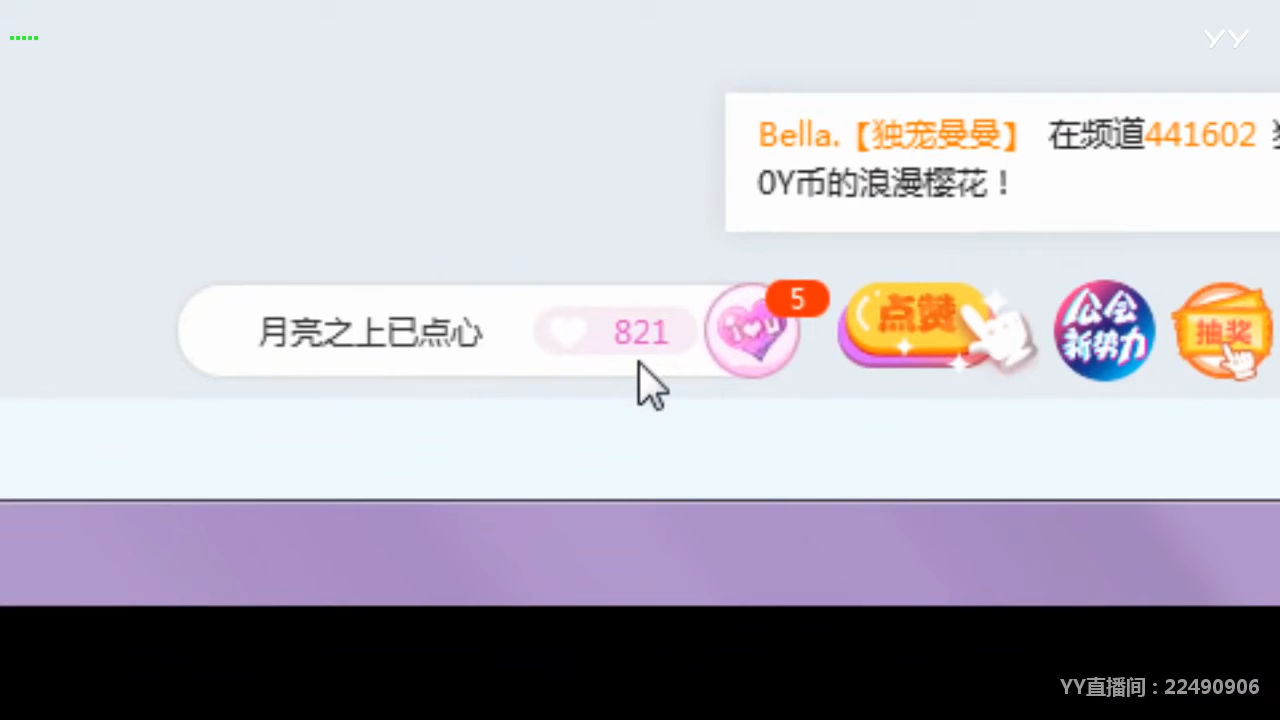 YY
Bella.【独宠曼曼】 在频道441602
0Y币的浪漫樱花！
月亮之上已点心 821
I U
5
点赞
公会
新势力
抽奖
YY直播间：22490906